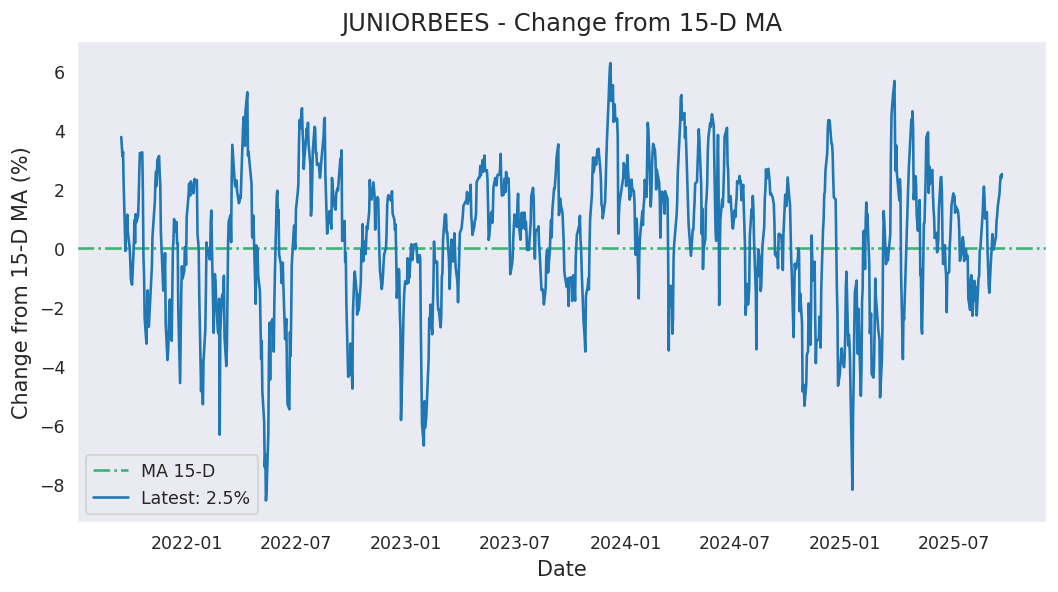 JUNIORBEES - Change from 15-D MA
Change from 15-D MA (%)
6
4
2
0
−2
−4
−6
−8
MA 15-D
Latest: 2.5%
2022-01 2022-07 2023-01 2023-07 2024-01 2024-07 2025-01 2025-07
Date